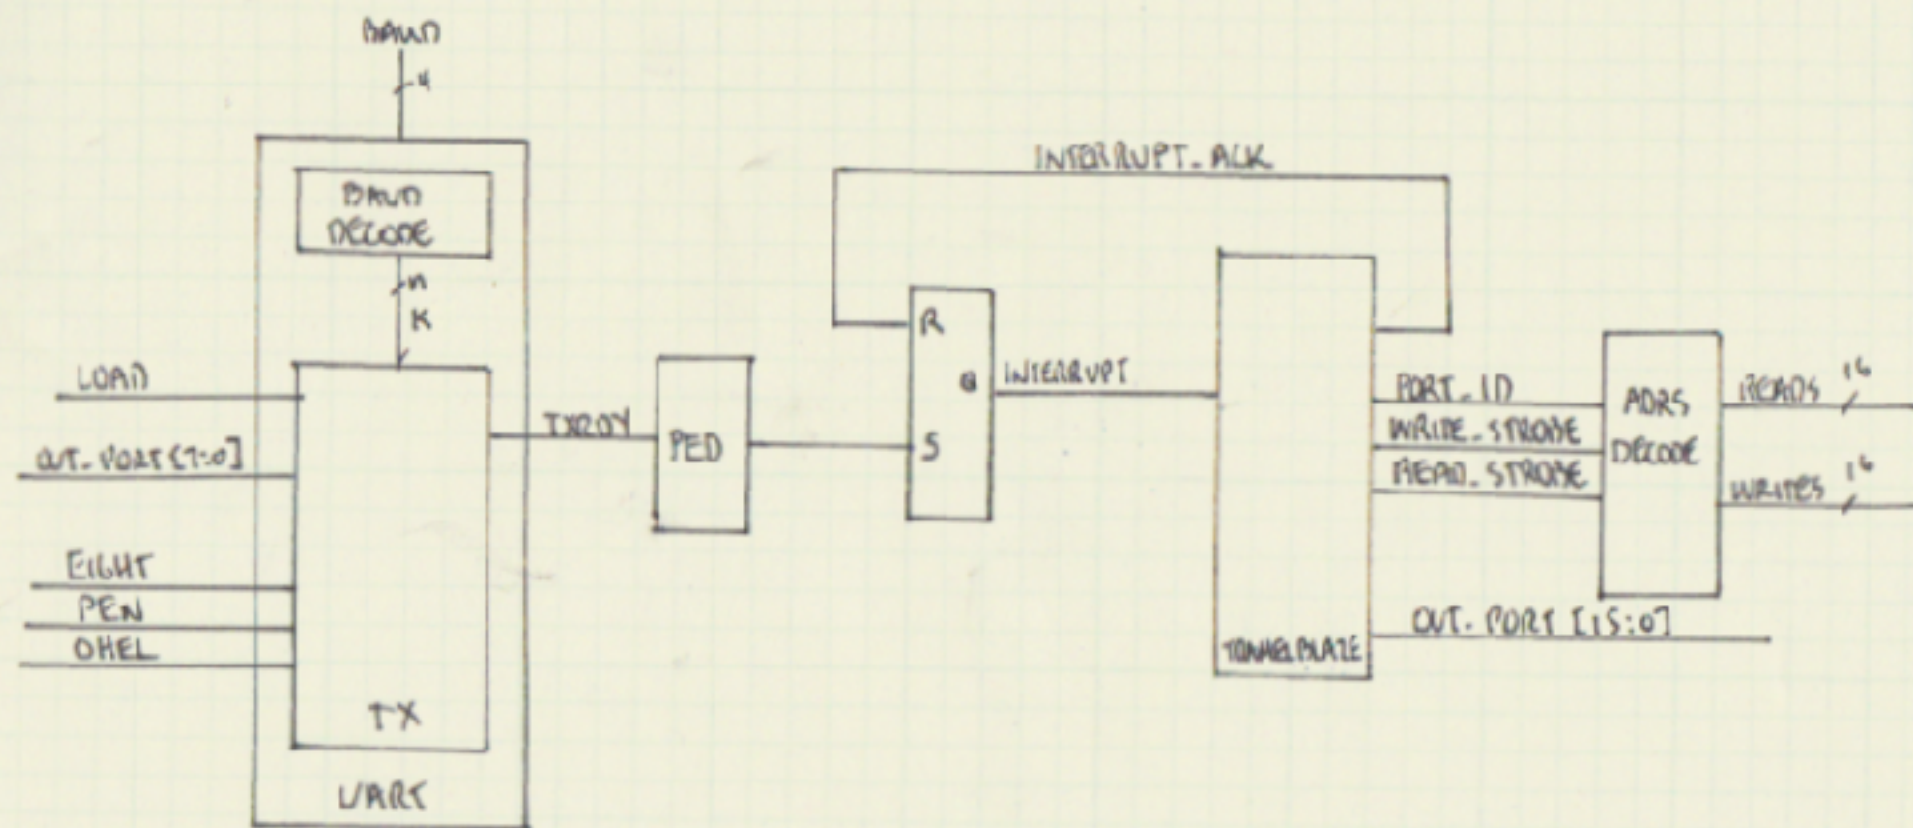 BAUD
4
BAUD
DECODE
n
K
LOAD
OUT_PORT[7:0]
EIGHT
PEN
OHEL
TX
UART
TXRDY
PED
INTERRUPT_ACK
R
Q
S
INTERRUPT
TRAMELBLAZE
PORT_ID
WRITE_STROBE
READ_STROBE
OUT_PORT [15:0]
ADRS
DECODE
READS 16
WRITES 16